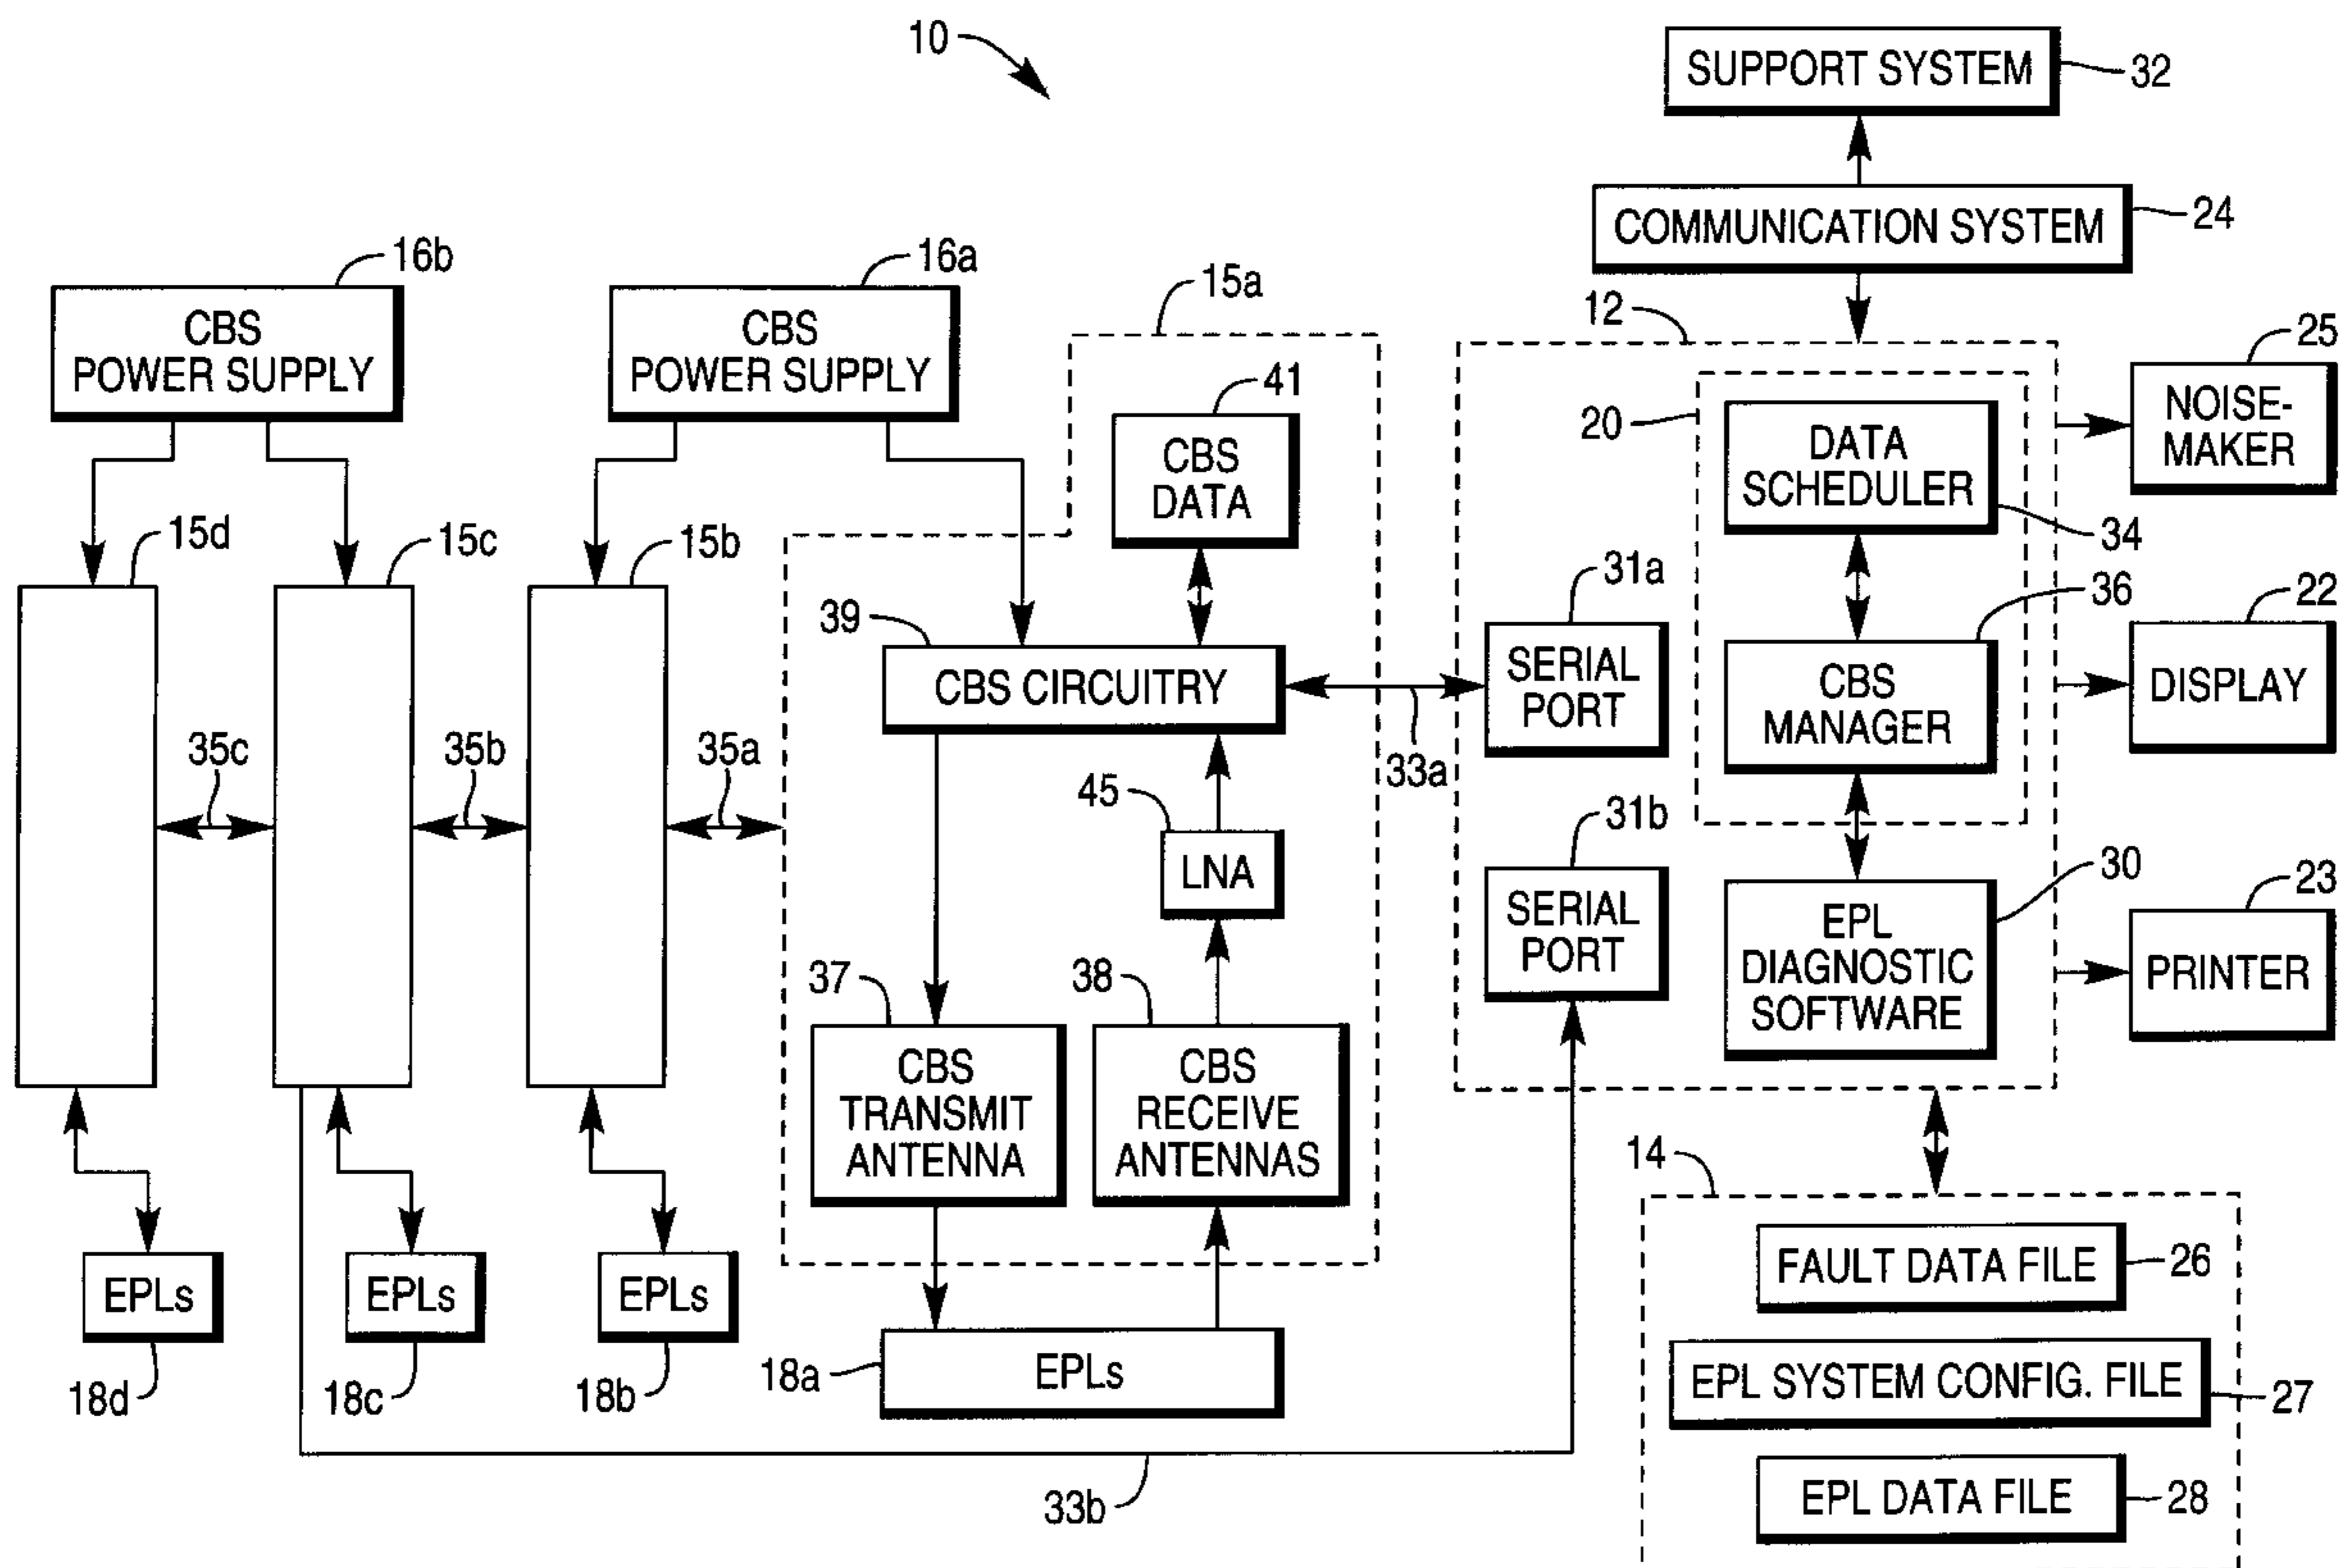 10
SUPPORT SYSTEM
32
COMMUNICATION SYSTEM
24
16b
CBS
POWER SUPPLY
16a
CBS
POWER SUPPLY
15a
12
25
NOISE-
MAKER
41
CBS
DATA
20
DATA
SCHEDULER
34
15d
15c
15b
39
CBS CIRCUITRY
31a
SERIAL
PORT
33a
36
CBS
MANAGER
22
DISPLAY
35c
35b
35a
45
LNA
31b
SERIAL
PORT
30
EPL
DIAGNOSTIC
SOFTWARE
23
PRINTER
37
CBS
TRANSMIT
ANTENNA
38
CBS
RECEIVE
ANTENNAS
14
FAULT DATA FILE
26
EPLs
18d
EPLs
18c
EPLs
18b
18a
EPLs
EPL SYSTEM CONFIG. FILE
27
33b
EPL DATA FILE
28